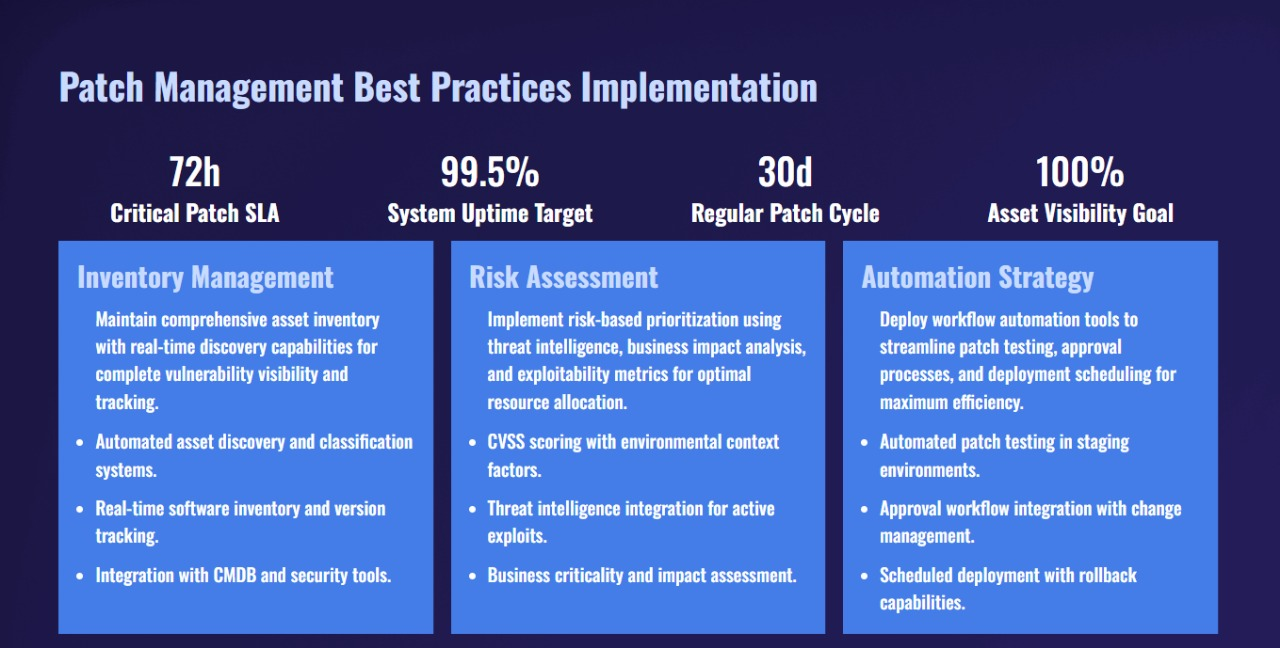 Patch Management Best Practices Implementation
72h
Critical Patch SLA
99.5%
System Uptime Target
30d
Regular Patch Cycle
100%
Asset Visibility Goal
Inventory Management
Maintain comprehensive asset inventory
with real-time discovery capabilities for
complete vulnerability visibility and
tracking.
• Automated asset discovery and classification
systems.
• Real-time software inventory and version
tracking.
• Integration with CMDB and security tools.
Risk Assessment
Implement risk-based prioritization using
threat intelligence, business impact analysis,
and exploitability metrics for optimal
resource allocation.
• CVSS scoring with environmental context
factors.
• Threat intelligence integration for active
exploits.
• Business criticality and impact assessment.
Automation Strategy
Deploy workflow automation tools to
streamline patch testing, approval
processes, and deployment scheduling for
maximum efficiency.
• Automated patch testing in staging
environments.
• Approval workflow integration with change
management.
• Scheduled deployment with rollback
capabilities.